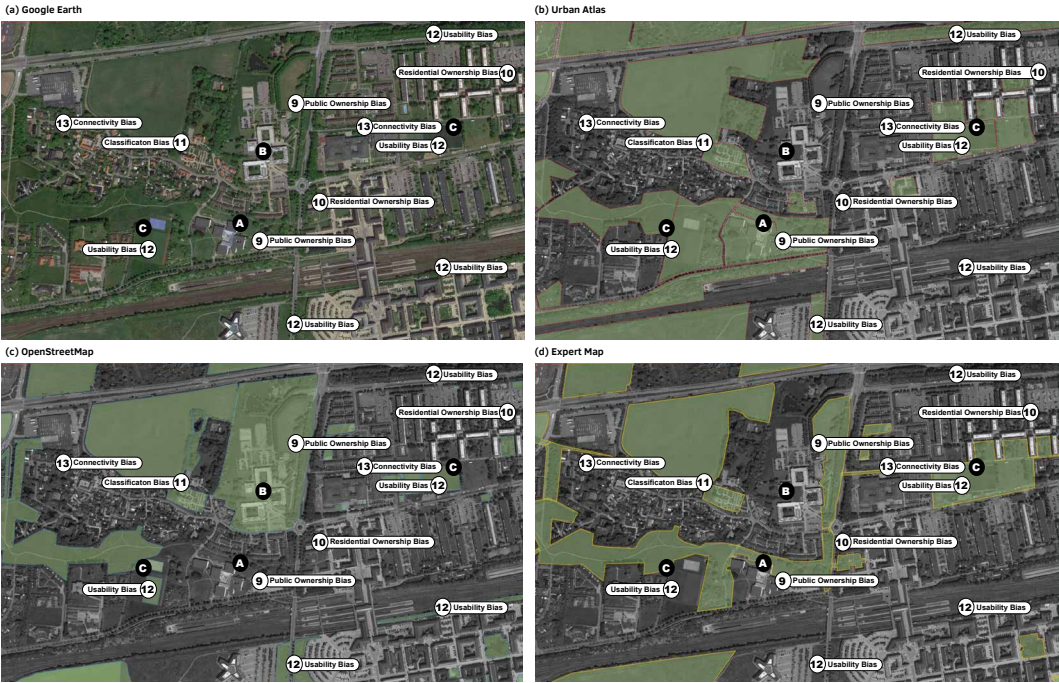 (a) Google Earth
12 Usability Bias
Residential Ownership Bias 10
9 Public Ownership Bias
13 Connectivity Bias
13 Connectivity Bias C
Classificaton Bias 11
Usability Bias 12
B
10 Residential Ownership Bias
C
A
Usability Bias 12
9 Public Ownership Bias
12 Usability Bias
12 Usability Bias
(b) Urban Atlas
12 Usability Bias
Residential Ownership Bias 10
9 Public Ownership Bias
13 Connectivity Bias
13 Connectivity Bias C
Classificaton Bias 11
Usability Bias 12
B
10 Residential Ownership Bias
C
A
Usability Bias 12
9 Public Ownership Bias
12 Usability Bias
12 Usability Bias
(c) OpenStreetMap
12 Usability Bias
Residential Ownership Bias 10
9 Public Ownership Bias
13 Connectivity Bias
13 Connectivity Bias C
Classificaton Bias 11
Usability Bias 12
B
10 Residential Ownership Bias
C
A
Usability Bias 12
9 Public Ownership Bias
12 Usability Bias
12 Usability Bias
(d) Expert Map
12 Usability Bias
Residential Ownership Bias 10
9 Public Ownership Bias
13 Connectivity Bias
13 Connectivity Bias C
Classificaton Bias 11
Usability Bias 12
B
10 Residential Ownership Bias
C
A
Usability Bias 12
9 Public Ownership Bias
12 Usability Bias
12 Usability Bias